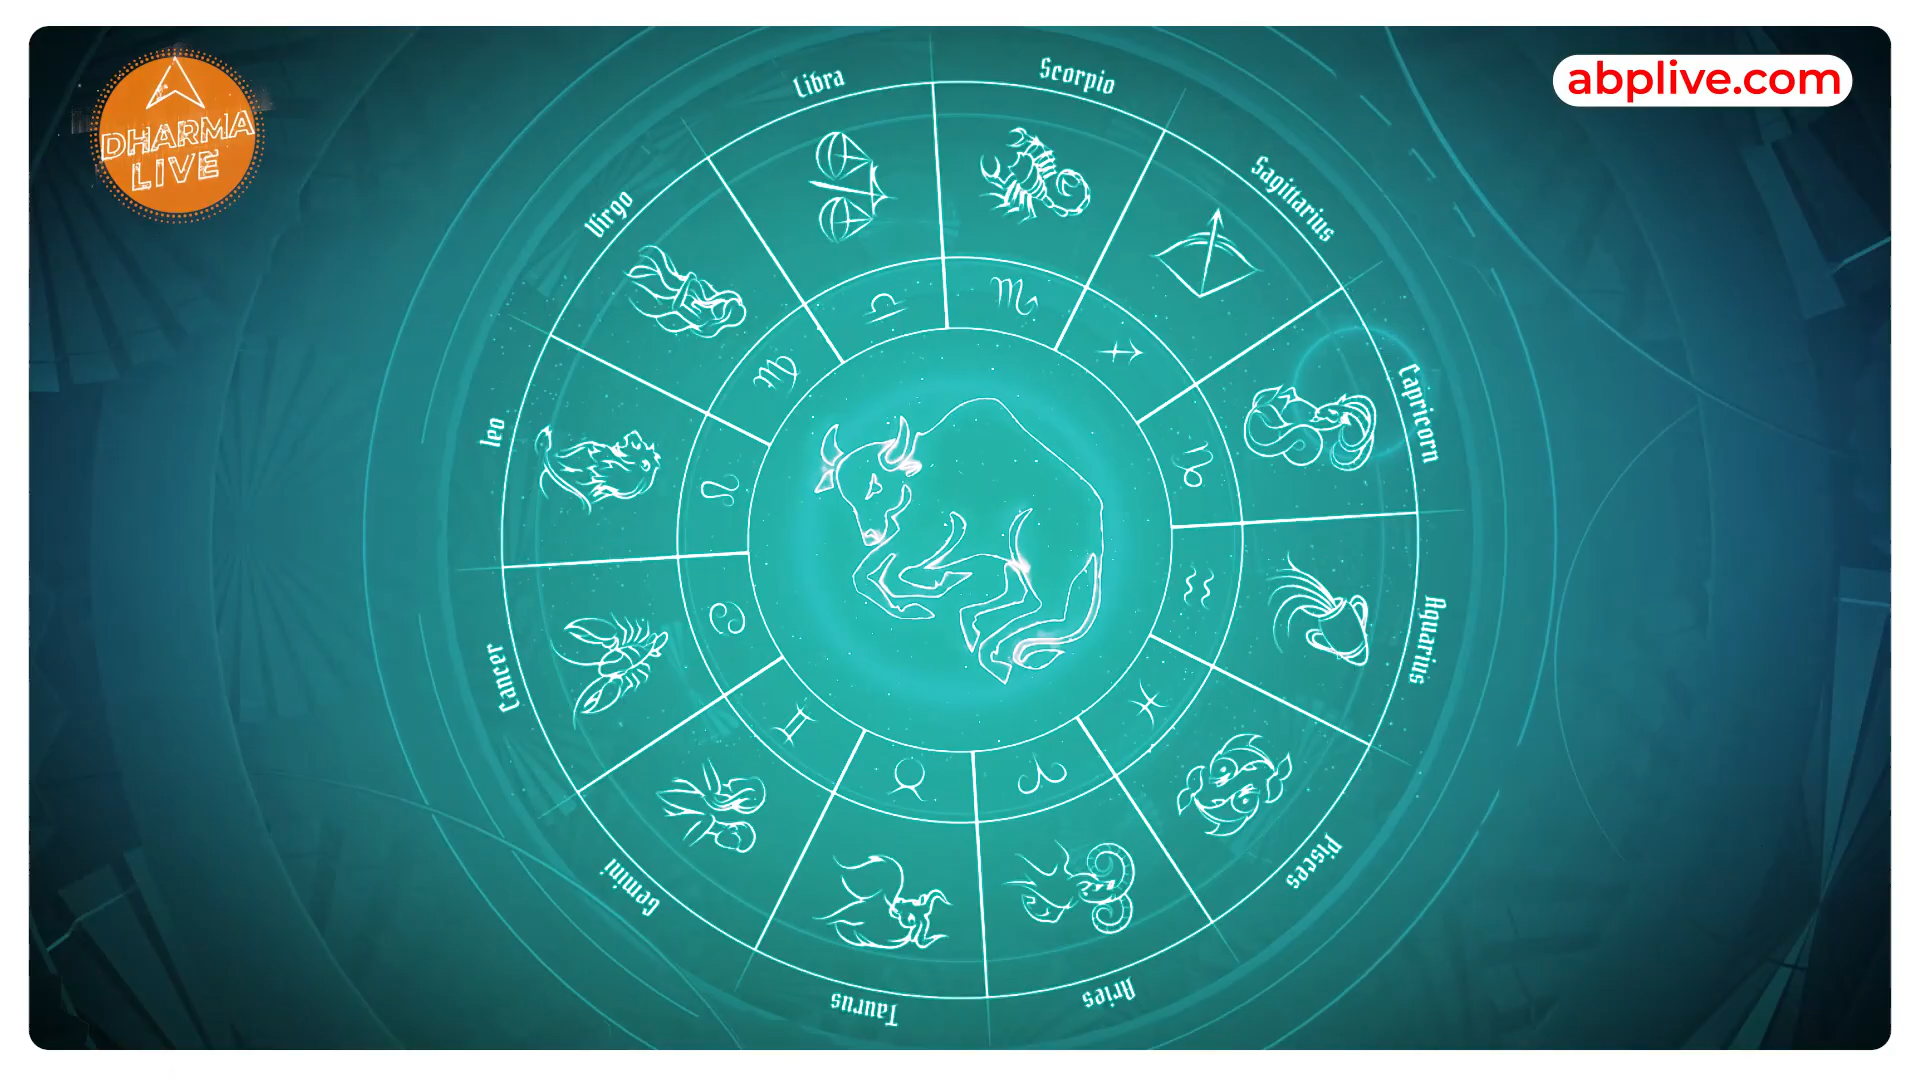 DHARMA
LIVE
abplive.com
Libra
Scorpio
Sagittarius
Capricorn
Aquarius
Pisces
Aries
Taurus
Gemini
Cancer
leo
Virgo